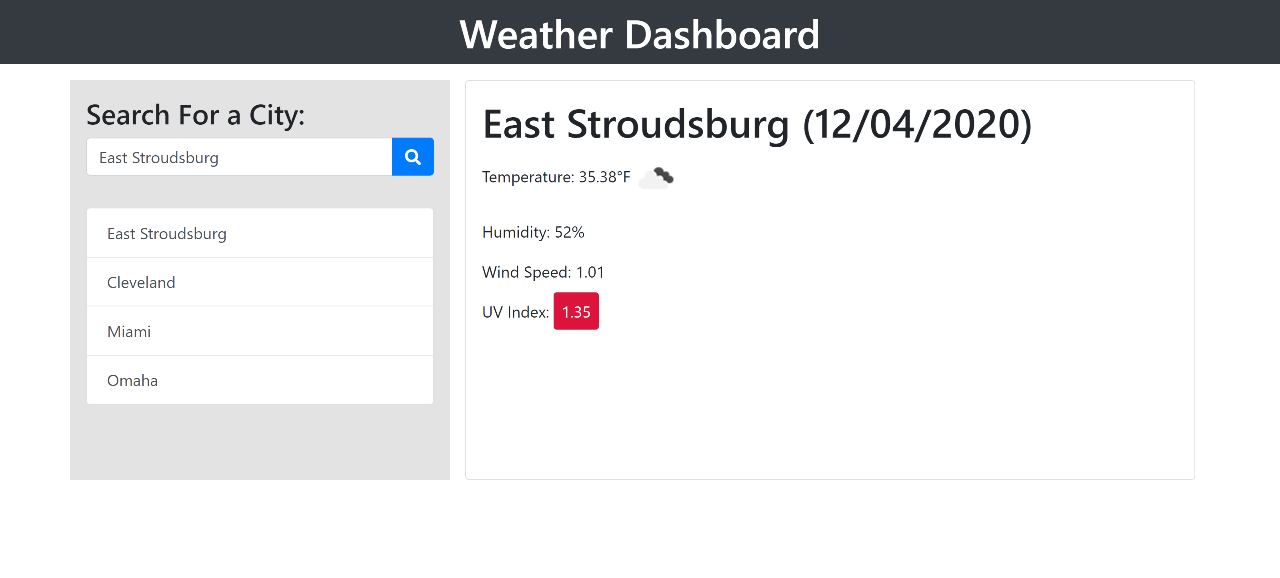 Weather Dashboard
Search For a City:
East Stroudsburg
East Stroudsburg
Cleveland
Miami
Omaha
East Stroudsburg (12/04/2020)
Temperature: 35.38°F
Humidity: 52%
Wind Speed: 1.01
UV Index: 1.35